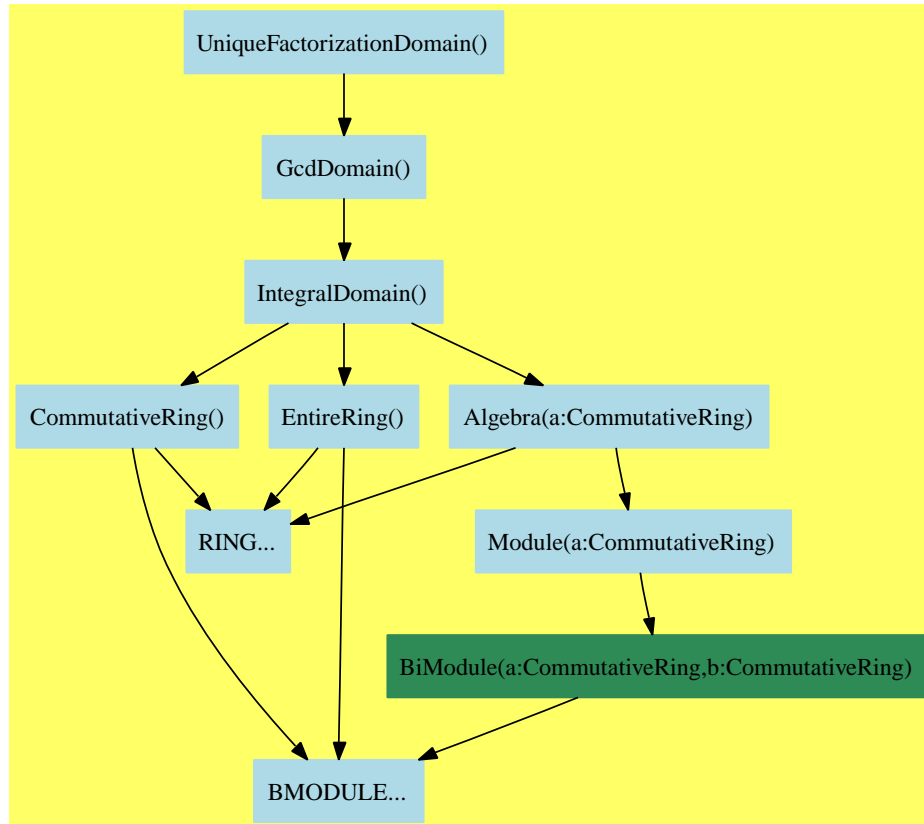 UniqueFactorizationDomain()
GcdDomain()
IntegralDomain()
CommutativeRing()
EntireRing()
Algebra(a:CommutativeRing)
RING...
Module(a:CommutativeRing)
BiModule(a:CommutativeRing,b:CommutativeRing)
BMODULE...